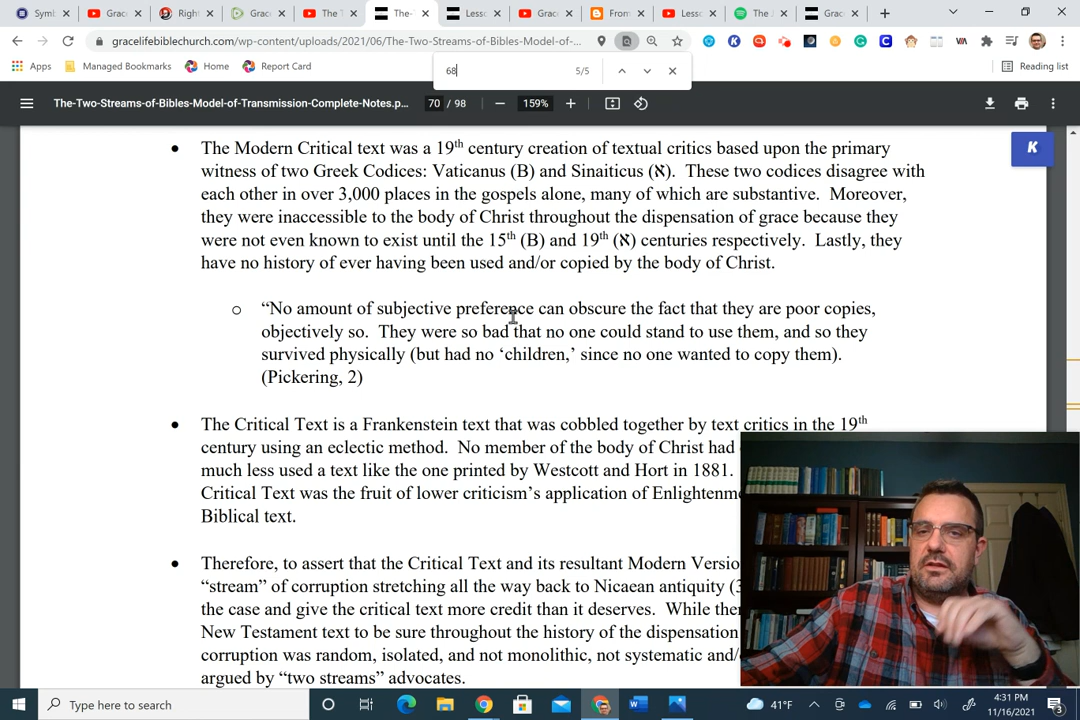 Symb
Grace
Right
Grace
The T
The-
Lesso
Grace
From
Lesso
The J
Grac
gracelifebiblechurch.com/wp-content/uploads/2021/06/The-Two-Streams-of-Bibles-Model-of-...
Apps Managed Bookmarks Home Report Card Reading list
68 5/5
The-Two-Streams-of-Bibles-Model-of-Transmission-Complete-Notes.p... 70 / 98 159%
K
• The Modern Critical text was a 19th century creation of textual critics based upon the primary
witness of two Greek Codices: Vaticanus (B) and Sinaiticus (א). These two codices disagree with
each other in over 3,000 places in the gospels alone, many of which are substantive. Moreover,
they were inaccessible to the body of Christ throughout the dispensation of grace because they
were not even known to exist until the 15th (B) and 19th (א) centuries respectively. Lastly, they
have no history of ever having been used and/or copied by the body of Christ.
o “No amount of subjective preference can obscure the fact that they are poor copies,
objectively so. They were so bad that no one could stand to use them, and so they
survived physically (but had no ‘children,’ since no one wanted to copy them).
(Pickering, 2)
• The Critical Text is a Frankenstein text that was cobbled together by text critics in the 19th
century using an eclectic method. No member of the body of Christ had
much less used a text like the one printed by Westcott and Hort in 1881.
Critical Text was the fruit of lower criticism’s application of Enlightenme
Biblical text.
• Therefore, to assert that the Critical Text and its resultant Modern Versio
“stream” of corruption stretching all the way back to Nicaean antiquity (3
the case and give the critical text more credit than it deserves. While ther
New Testament text to be sure throughout the history of the dispensation
corruption was random, isolated, and not monolithic, not systematic and/
argued by “two streams” advocates.
Type here to search
41°F
4:31 PM
11/16/2021